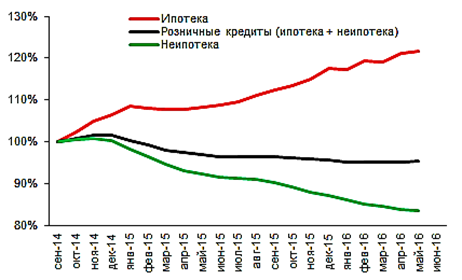 130%
120%
110%
100%
90%
80%
Ипотека
Розничные кредиты (ипотека + неипотека)
Неипотека
сен-14
окт-14
ноя-14
дек-14
янв-15
фев-15
мар-15
апр-15
май-15
июн-15
июл-15
авг-15
сен-15
окт-15
ноя-15
дек-15
янв-16
фев-16
мар-16
апр-16
май-16
июн-16